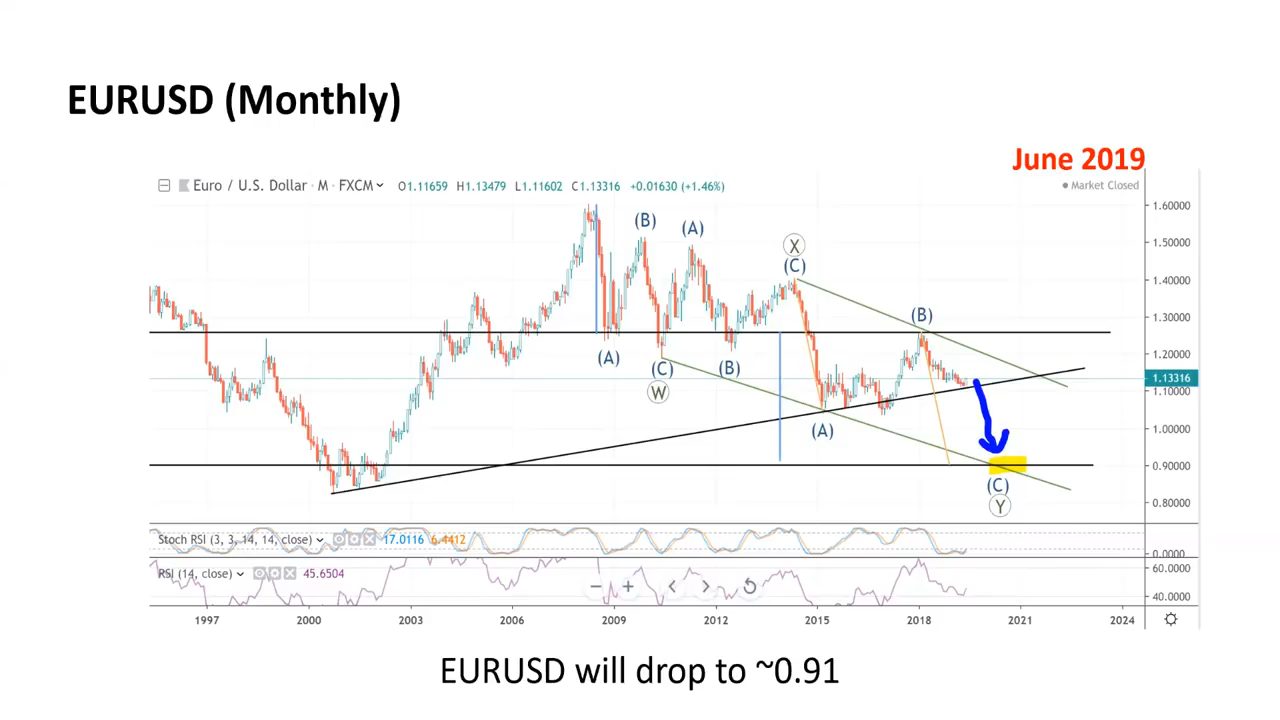 EURUSD (Monthly)
June 2019
Euro / U.S. Dollar · M · FXCM O1.11659 H1.13479 L1.11602 C1.13316 +0.01630 (+1.46%)
Market Closed
1.60000
1.50000
1.40000
1.30000
1.20000
1.13316
1.10000
1.00000
0.90000
0.80000
(B)
(A)
X
(C)
(B)
(A)
(C)
W
(B)
(A)
(C)
Y
Stoch RSI (3, 3, 14, 14, close) 17.0116 6.4412
0.0000
RSI (14, close) 45.6504
60.0000
40.0000
1997 2000 2003 2006 2009 2012 2015 2018 2021 2024
EURUSD will drop to ~0.91